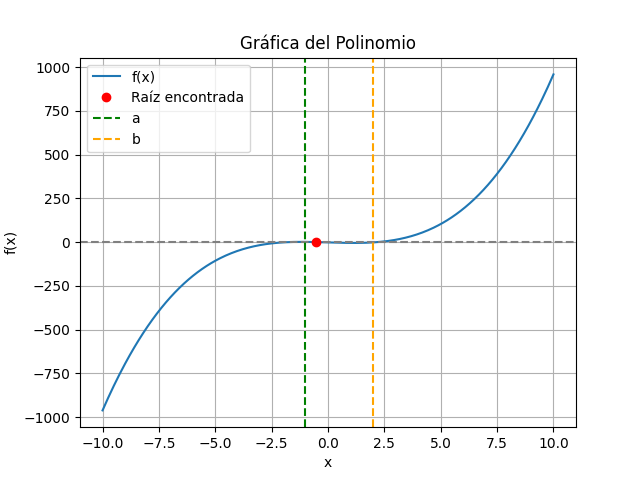 Gráfica del Polinomio
f(x)
Raíz encontrada
a
b
1000
750
500
250
0
−250
−500
−750
−1000
f(x)
−10.0 −7.5 −5.0 −2.5 0.0 2.5 5.0 7.5 10.0
x